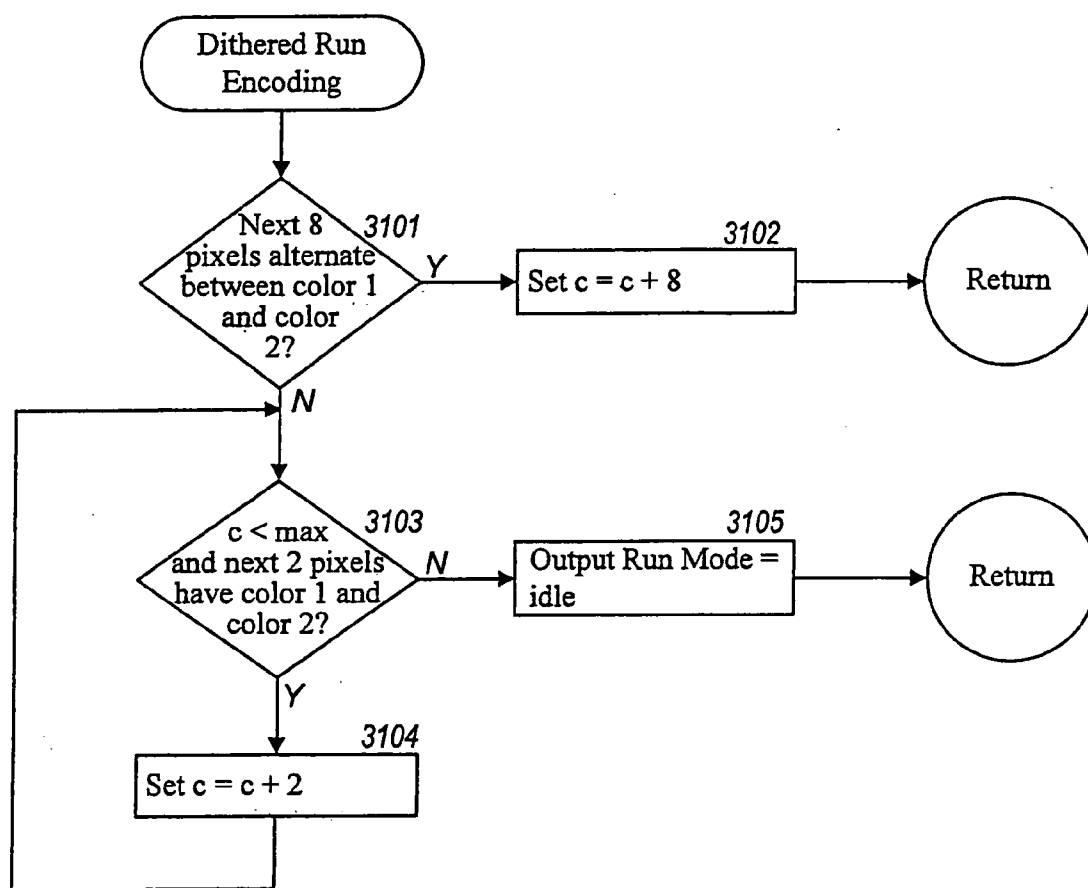 Dithered Run
Encoding
Next 8
pixels alternate
between color 1
and color
2?
3101
Y
3102
Set c = c + 8
Return
N
c < max
and next 2 pixels
have color 1 and
color 2?
3103
N
3105
Output Run Mode =
idle
Return
Y
3104
Set c = c + 2